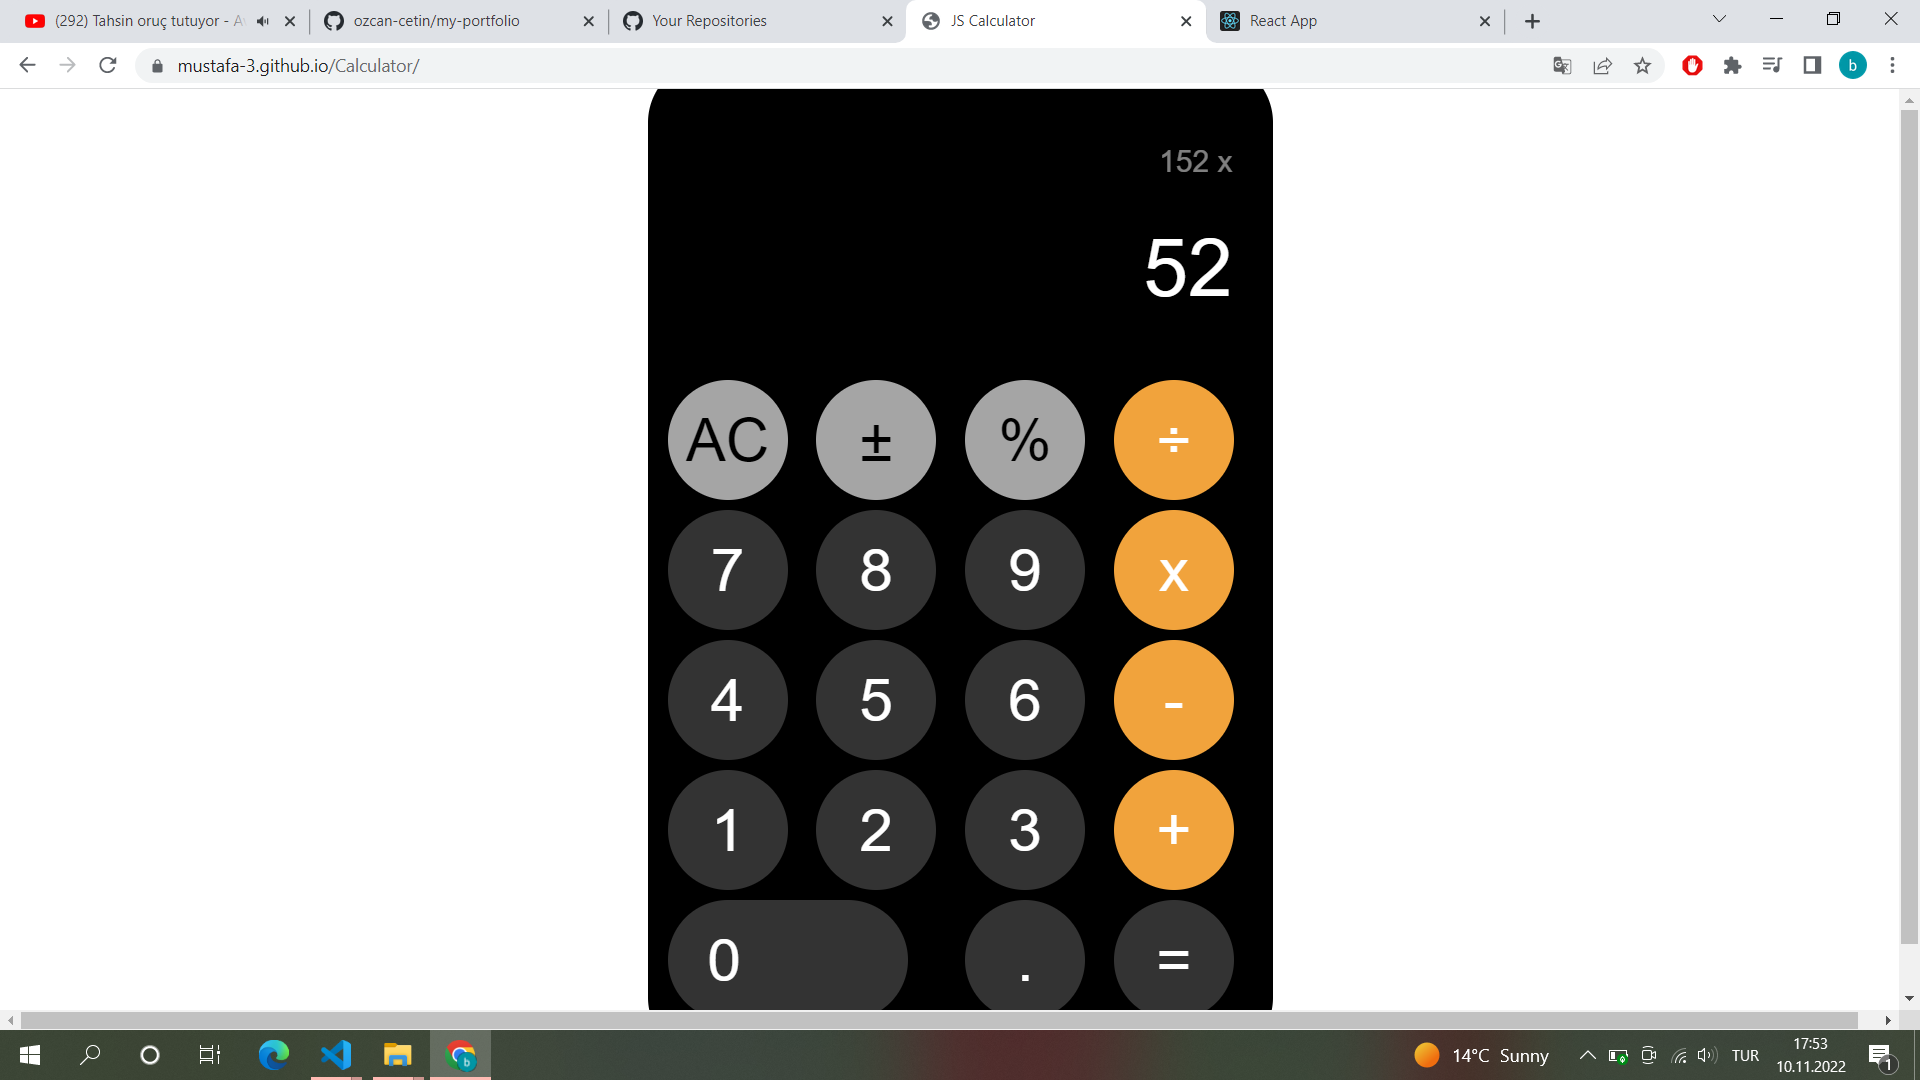 (292) Tahsin oruç tutuyor - A
ozcan-cetin/my-portfolio
Your Repositories
JS Calculator
React App
mustafa-3.github.io/Calculator/
b
152 x
52
AC ± % ÷
7 8 9 x
4 5 6 -
1 2 3 +
0 . =
14°C Sunny
TUR
17:53
10.11.2022
1